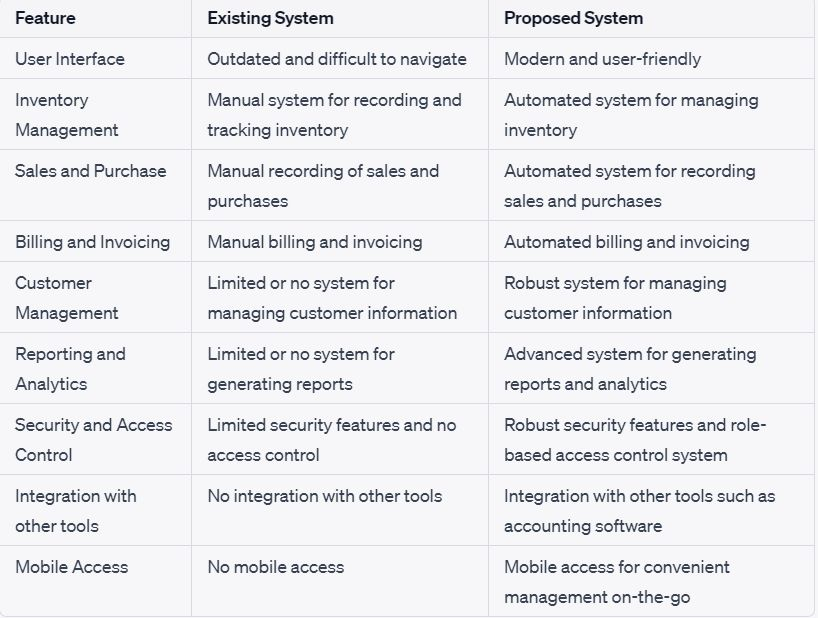 Feature Existing System Proposed System
User Interface Outdated and difficult to navigate Modern and user-friendly
Inventory Manual system for recording and Automated system for managing
Management tracking inventory inventory
Sales and Purchase Manual recording of sales and Automated system for recording
purchases sales and purchases
Billing and Invoicing Manual billing and invoicing Automated billing and invoicing
Customer Limited or no system for Robust system for managing
Management managing customer information customer information
Reporting and Limited or no system for Advanced system for generating
Analytics generating reports reports and analytics
Security and Access Limited security features and no Robust security features and role-
Control access control based access control system
Integration with No integration with other tools Integration with other tools such as
other tools accounting software
Mobile Access No mobile access Mobile access for convenient
management on-the-go